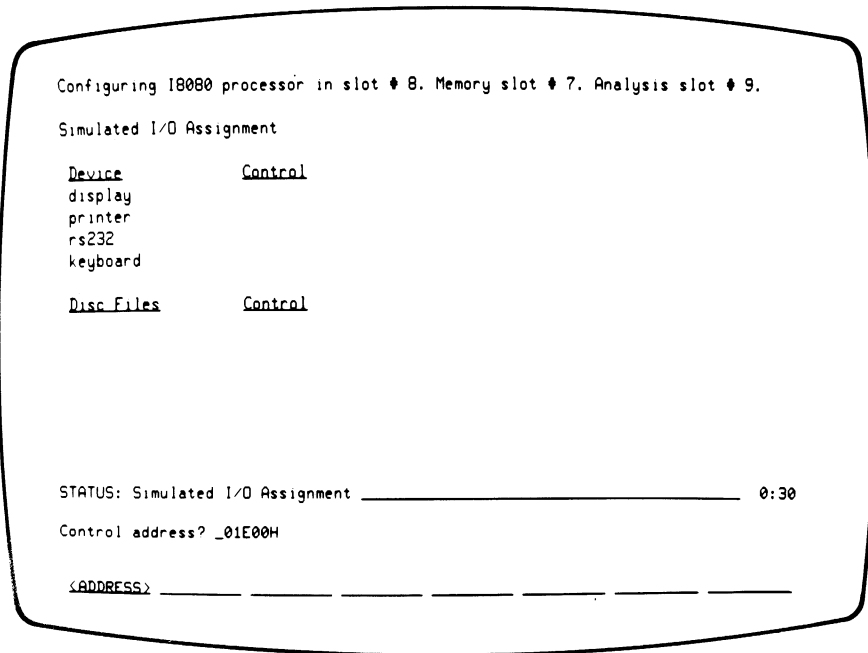 Configuring I8080 processor in slot # 8. Memory slot # 7. Analysis slot # 9.
Simulated I/O Assignment
Device Control
display
printer
rs232
keyboard
Disc Files Control
STATUS: Simulated I/O Assignment 0:30
Control address? _01E00H
<ADDRESS>